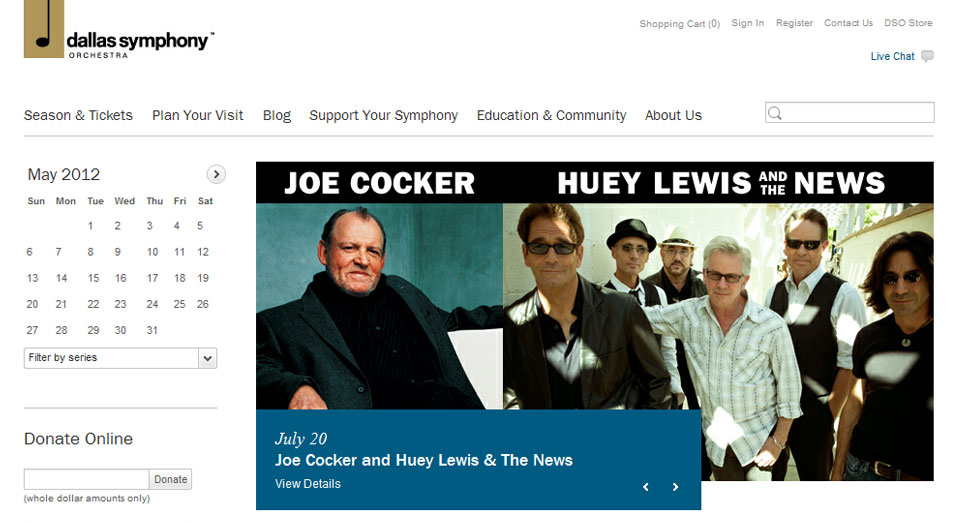 dallas symphony™
ORCHESTRA
Shopping Cart (0) Sign In Register Contact Us DSO Store
Live Chat
Season & Tickets Plan Your Visit Blog Support Your Symphony Education & Community About Us
May 2012
Sun Mon Tue Wed Thu Fri Sat
1 2 3 4 5
6 7 8 9 10 11 12
13 14 15 16 17 18 19
20 21 22 23 24 25 26
27 28 29 30 31
Filter by series
Donate Online
Donate
(whole dollar amounts only)
JOE COCKER HUEY LEWIS AND THE NEWS
July 20
Joe Cocker and Huey Lewis & The News
View Details